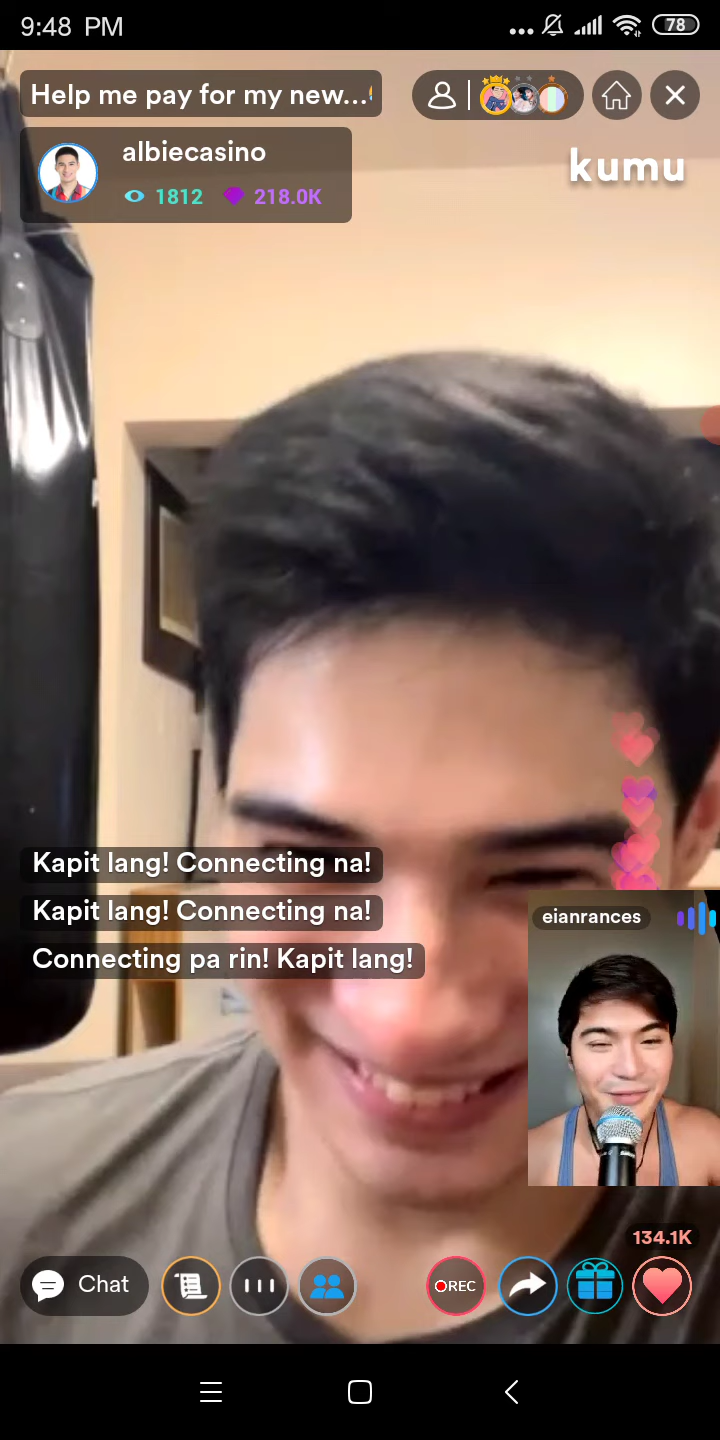 9:48 PM
78
Help me pay for my new...
albiecasino
1812
218.0K
kumu
Kapit lang! Connecting na!
Kapit lang! Connecting na!
Connecting pa rin! Kapit lang!
eianrances
134.1K
Chat
REC